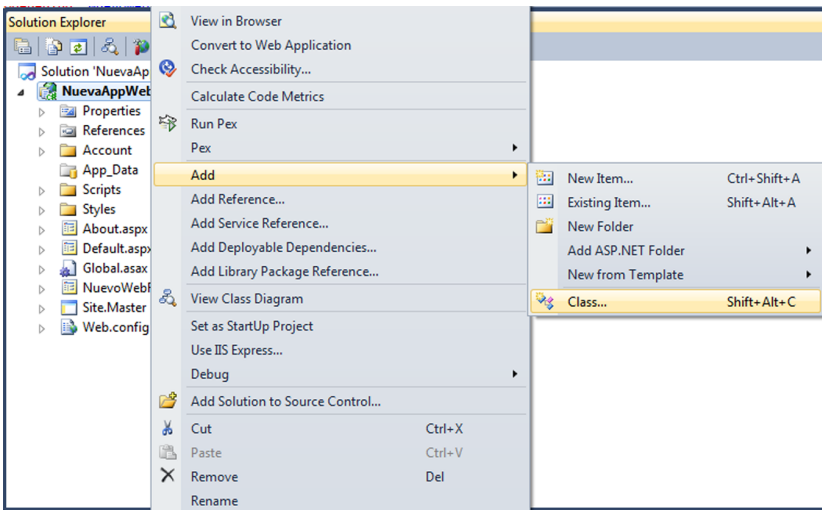 Solution Explorer
Solution 'NuevaAp
NuevaAppWeb
Properties
References
Account
App_Data
Scripts
Styles
About.aspx
Default.aspx
Global.asax
NuevoWebF
Site.Master
Web.config
View in Browser
Convert to Web Application
Check Accessibility...
Calculate Code Metrics
Run Pex
Pex
Add
Add Reference...
Add Service Reference...
Add Deployable Dependencies...
Add Library Package Reference...
View Class Diagram
Set as StartUp Project
Use IIS Express...
Debug
Add Solution to Source Control...
Cut Ctrl+X
Paste Ctrl+V
Remove Del
Rename
New Item... Ctrl+Shift+A
Existing Item... Shift+Alt+A
New Folder
Add ASP.NET Folder
New from Template
Class... Shift+Alt+C